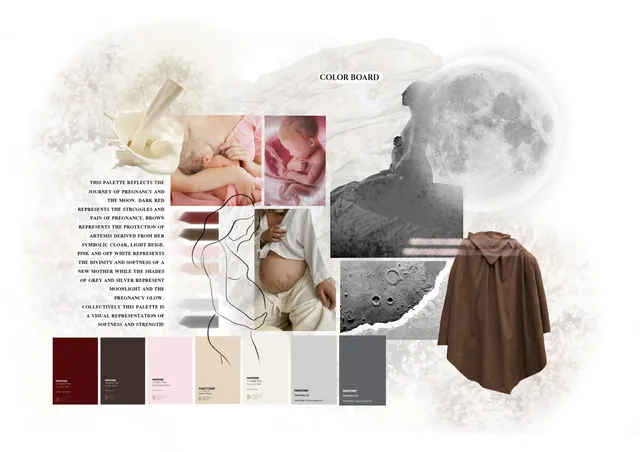 COLOR BOARD
THIS PALETTE REFLECTS THE
JOURNEY OF PREGNANCY AND
THE MOON. DARK RED
REPRESENTS THE STRUGGLES AND
PAIN OF PREGNANCY, BROWN
REPRESENTS THE PROTECTION OF
ARTEMIS DERIVED FROM HER
SYMBOLIC CLOAK, LIGHT BEIGE,
PINK AND OFF WHITE REPRESENTS
THE DIVINITY AND SOFTNESS OF A
NEW MOTHER WHILE THE SHADES
OF GREY AND SILVER REPRESENT
MOONLIGHT AND THE
PREGNANCY GLOW.
COLLECTIVELY THIS PALETTE IS
A VISUAL REPRESENTATION OF
SOFTNESS AND STRENGTH!
PANTONE
PANTONE
PANTONE
PANTONE
PANTONE
PANTONE
PANTONE